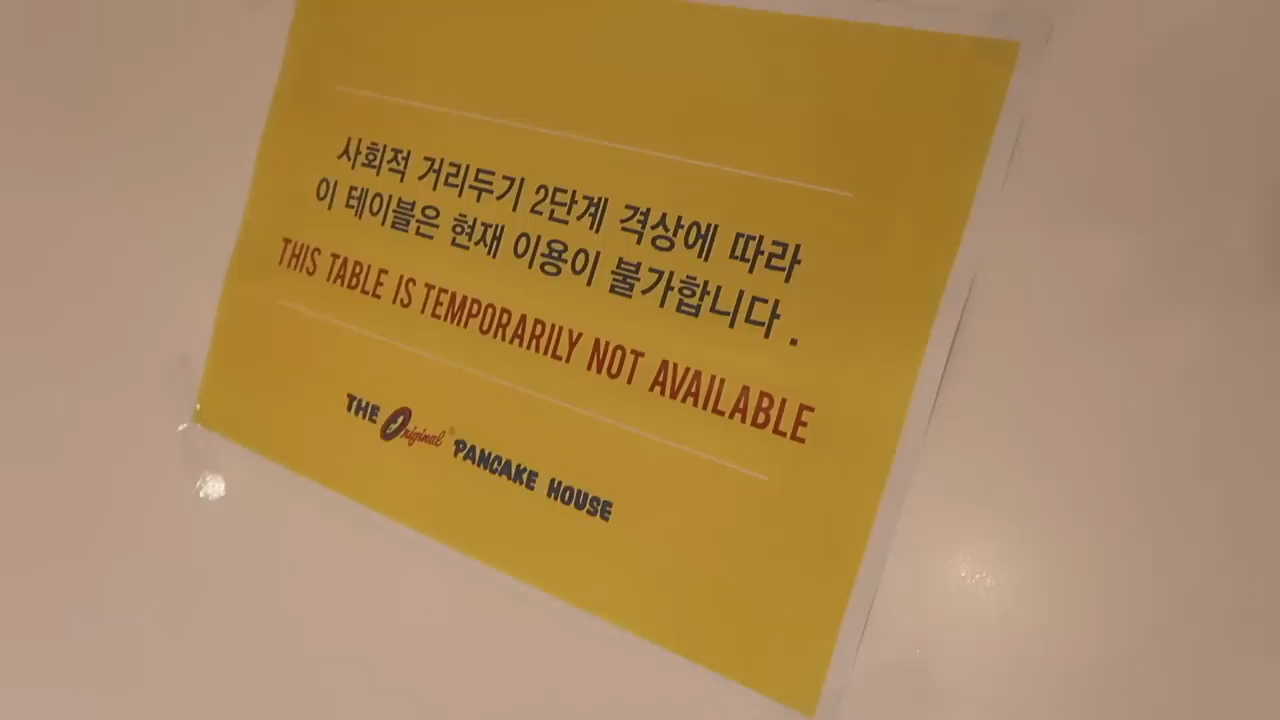 사회적 거리두기 2단계 격상에 따라
이 테이블은 현재 이용이 불가합니다.
THIS TABLE IS TEMPORARILY NOT AVAILABLE
THE Original PANCAKE HOUSE